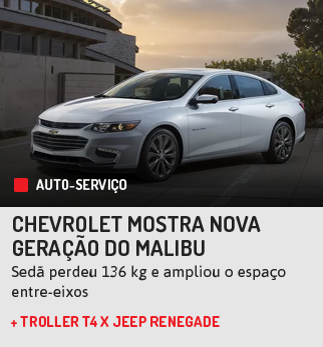 AUTO-SERVIÇO
CHEVROLET MOSTRA NOVA
GERAÇÃO DO MALIBU
Sedã perdeu 136 kg e ampliou o espaço
entre-eixos
+ TROLLER T4 X JEEP RENEGADE